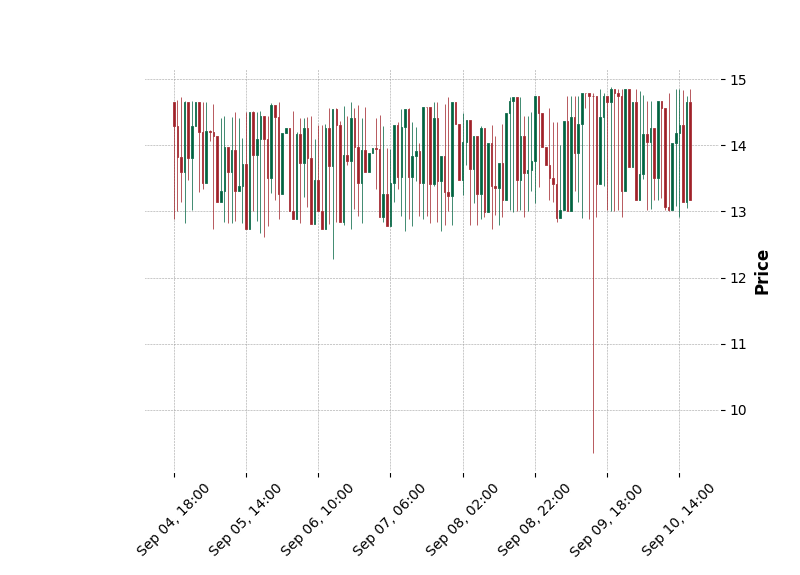 15
14
13
12
11
10
Price
Sep 04, 18:00
Sep 05, 14:00
Sep 06, 10:00
Sep 07, 06:00
Sep 08, 02:00
Sep 08, 22:00
Sep 09, 18:00
Sep 10, 14:00